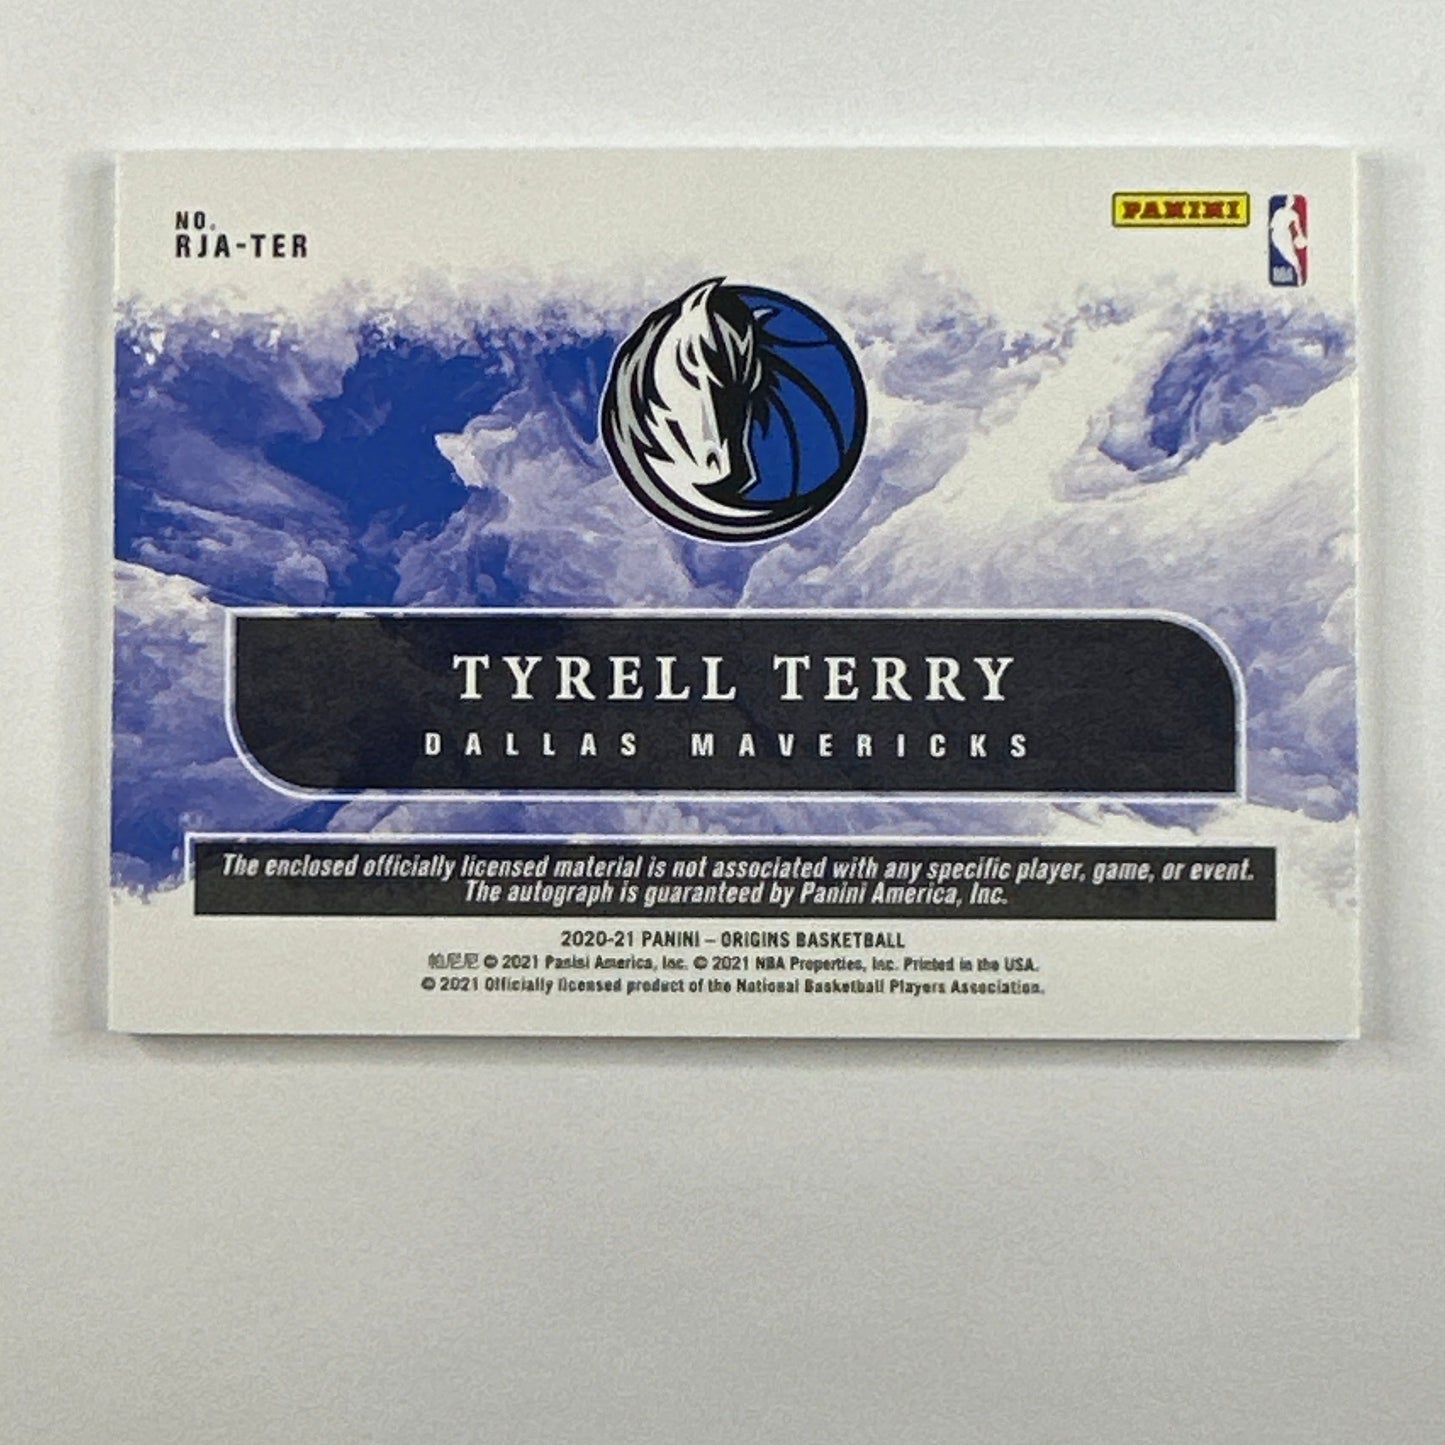 NO.
RJA-TER
PANINI
NBA
TYRELL TERRY
DALLAS MAVERICKS
The enclosed officially licensed material is not associated with any specific player, game, or event.
The autograph is guaranteed by Panini America, Inc.
2020-21 PANINI – ORIGINS BASKETBALL
帕尼尼 © 2021 Panini America, Inc. © 2021 NBA Properties, Inc. Printed in the USA.
© 2021 Officially licensed product of the National Basketball Players Association.